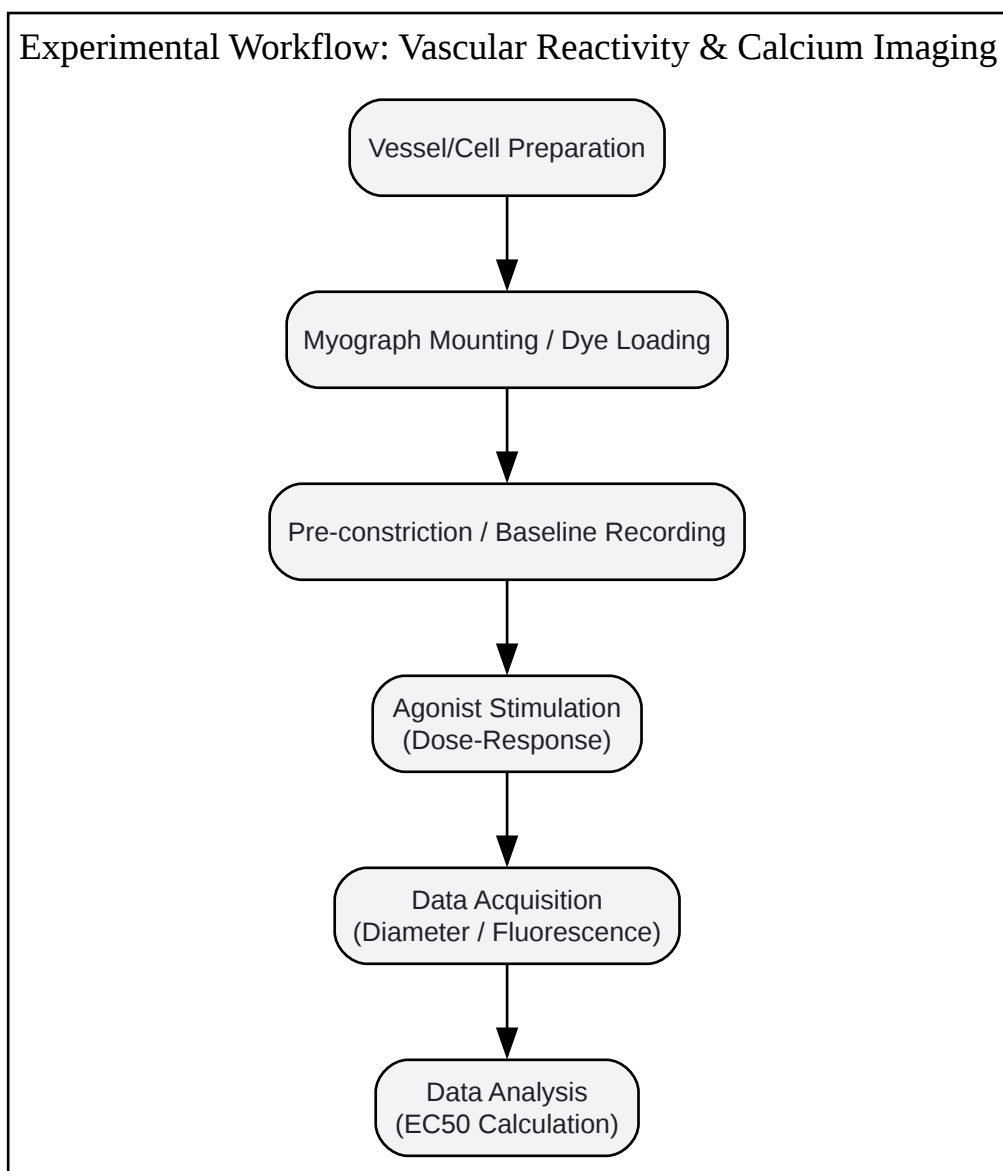 Experimental Workflow: Vascular Reactivity & Calcium Imaging
Vessel/Cell Preparation
Myograph Mounting / Dye Loading
Pre-constriction / Baseline Recording
Agonist Stimulation
(Dose-Response)
Data Acquisition
(Diameter / Fluorescence)
Data Analysis
(EC50 Calculation)